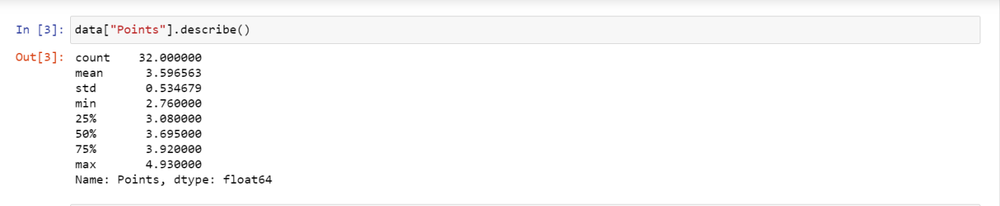 In [3]: data["Points"].describe()
Out[3]: count 32.000000
mean 3.596563
std 0.534679
min 2.760000
25% 3.080000
50% 3.695000
75% 3.920000
max 4.930000
Name: Points, dtype: float64